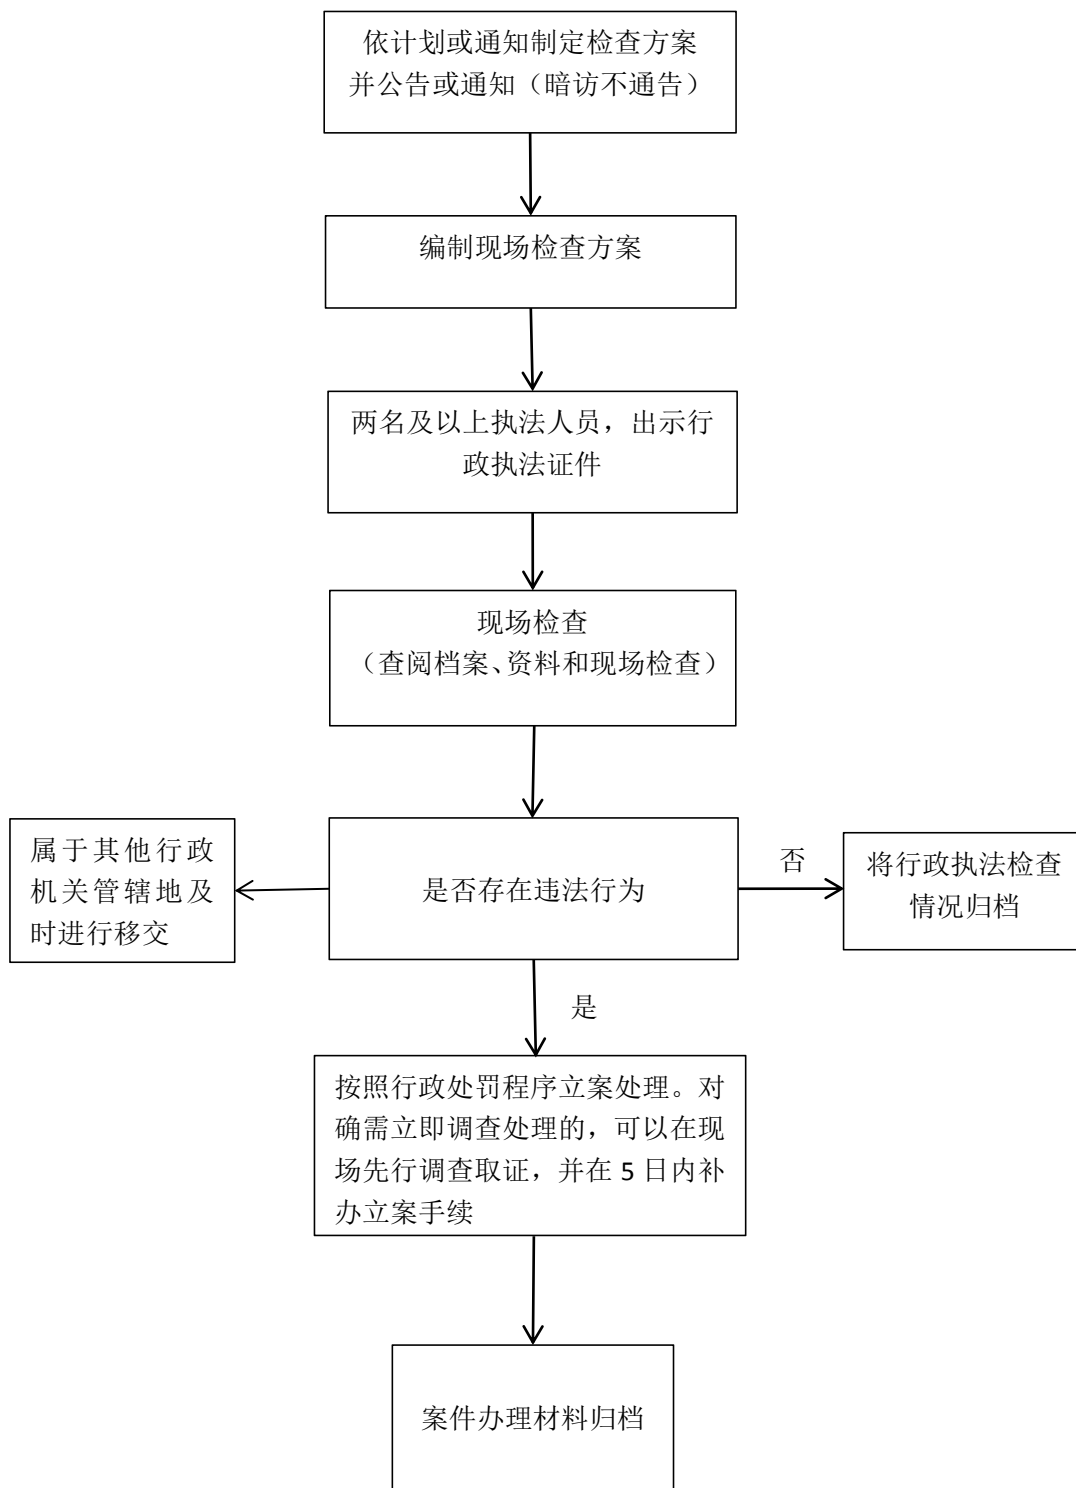 依计划或通知制定检查方案
并公告或通知（暗访不通告）
编制现场检查方案
两名及以上执法人员，出示行
政执法证件
现场检查
（查阅档案、资料和现场检查）
属于其他行政
机关管辖地及
时进行移交
是否存在违法行为
否
将行政执法检查
情况归档
是
按照行政处罚程序立案处理。对
确需立即调查处理的，可以在现
场先行调查取证，并在 5 日内补
办立案手续
案件办理材料归档